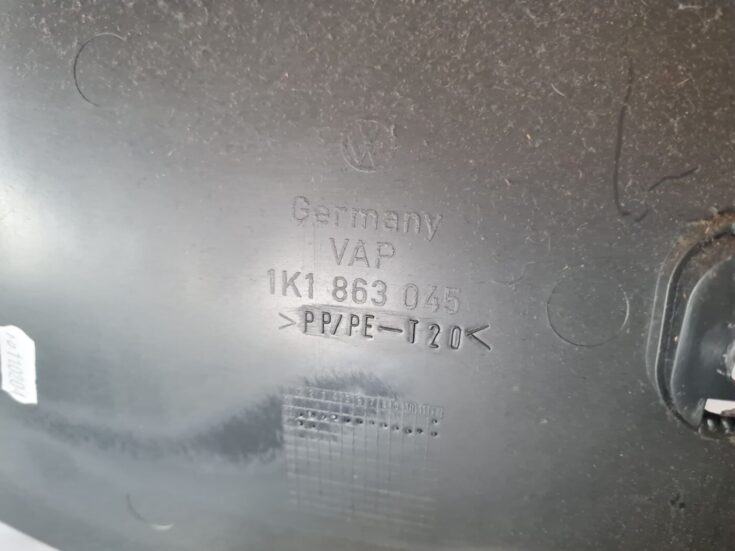 Germany
VAP
1K1 863 045
>PP/PE-T20<